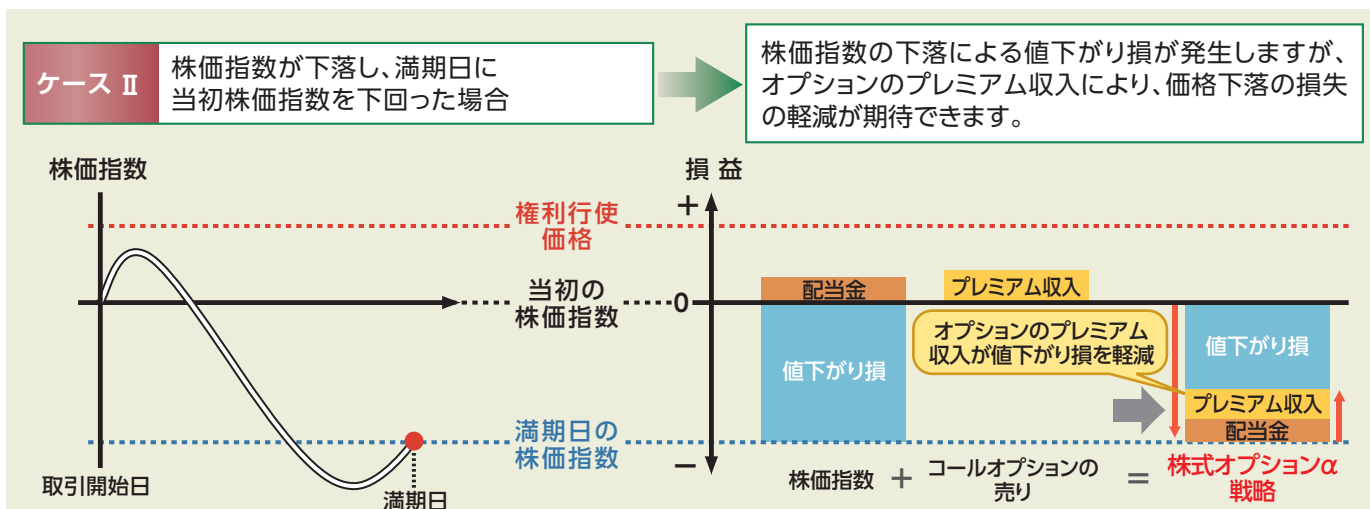 ケース Ⅱ
株価指数が下落し、満期日に
当初株価指数を下回った場合
株価指数の下落による値下がり損が発生しますが、
オプションのプレミアム収入により、価格下落の損失
の軽減が期待できます。
株価指数
損 益
+
権利行使
価格
当初の
株価指数
0
満期日の
株価指数
−
取引開始日
満期日
配当金
値下がり損
プレミアム収入
オプションのプレミアム
収入が値下がり損を軽減
値下がり損
プレミアム収入
配当金
株価指数
+
コールオプションの
売り
=
株式オプションα
戦略